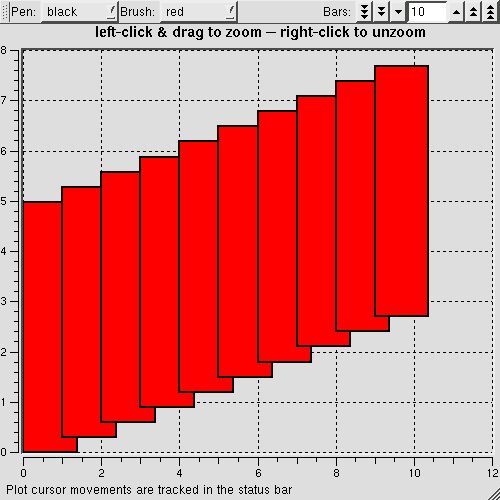 Pen: black Brush: red Bars: 10
left-click & drag to zoom — right-click to unzoom
8
7
6
5
4
3
2
1
0
0 2 4 6 8 10 12
Plot cursor movements are tracked in the status bar